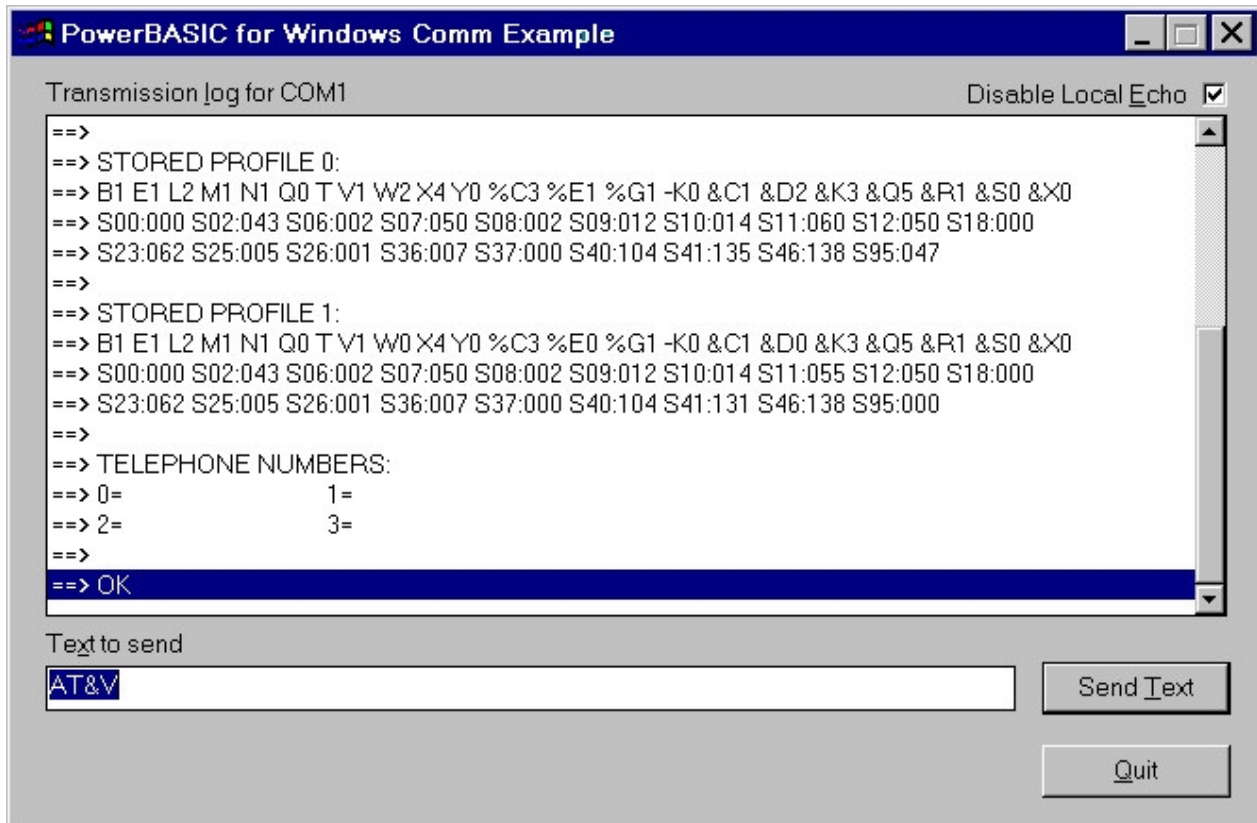 PowerBASIC for Windows Comm Example
Transmission log for COM1 Disable Local Echo
==>
==> STORED PROFILE 0:
==> B1 E1 L2 M1 N1 Q0 T V1 W2 X4 Y0 %C3 %E1 %G1 -K0 &C1 &D2 &K3 &Q5 &R1 &S0 &X0
==> S00:000 S02:043 S06:002 S07:050 S08:002 S09:012 S10:014 S11:060 S12:050 S18:000
==> S23:062 S25:005 S26:001 S36:007 S37:000 S40:104 S41:135 S46:138 S95:047
==>
==> STORED PROFILE 1:
==> B1 E1 L2 M1 N1 Q0 T V1 W0 X4 Y0 %C3 %E0 %G1 -K0 &C1 &D0 &K3 &Q5 &R1 &S0 &X0
==> S00:000 S02:043 S06:002 S07:050 S08:002 S09:012 S10:014 S11:055 S12:050 S18:000
==> S23:062 S25:005 S26:001 S36:007 S37:000 S40:104 S41:131 S46:138 S95:000
==>
==> TELEPHONE NUMBERS:
==> 0= 1=
==> 2= 3=
==>
==> OK
Text to send
AT&V
Send Text
Quit